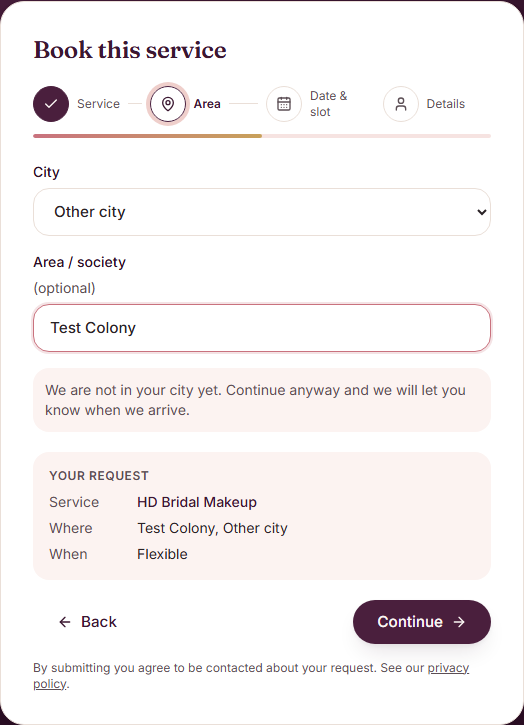 Book this service
Service
Area
Date &
slot
Details
City
Other city
Area / society
(optional)
Test Colony
We are not in your city yet. Continue anyway and we will let you
know when we arrive.
YOUR REQUEST
Service HD Bridal Makeup
Where Test Colony, Other city
When Flexible
← Back
Continue →
By submitting you agree to be contacted about your request. See our privacy
policy.